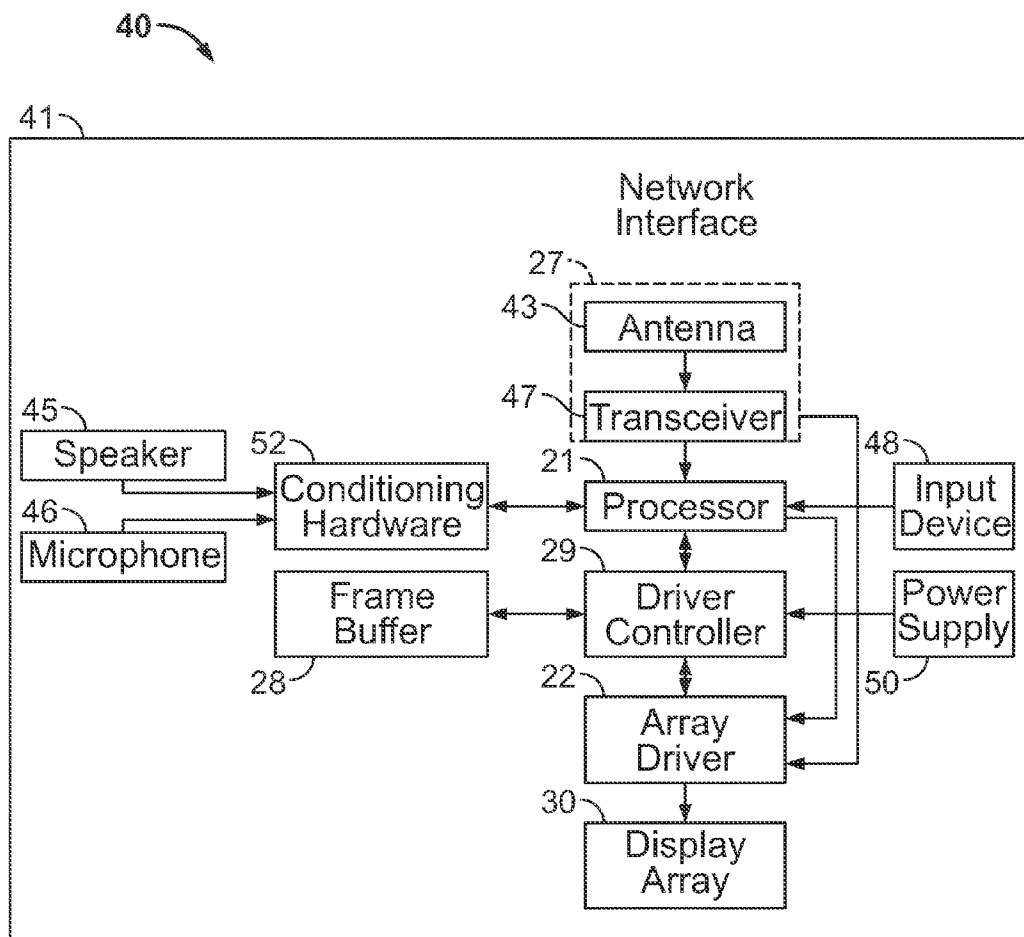 40
41
Network
Interface
27
43
Antenna
47
Transceiver
45
Speaker
52
Conditioning
Hardware
21
Processor
48
Input
Device
46
Microphone
29
Driver
Controller
Frame
Buffer
28
Power
Supply
50
22
Array
Driver
30
Display
Array